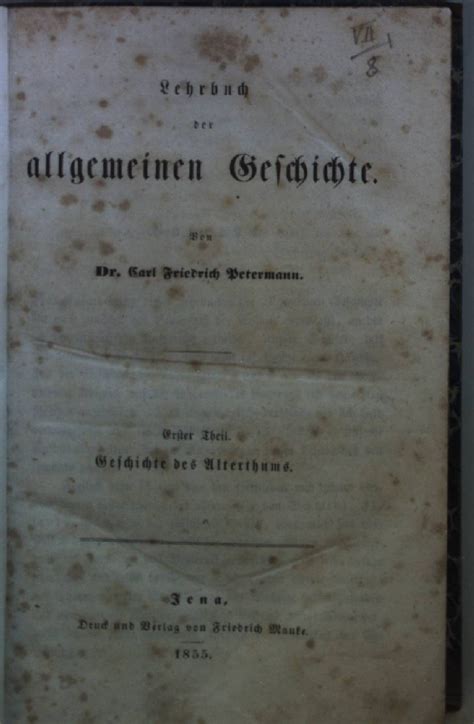 VII
8
Lehrbuch
der
allgemeinen Geschichte.
Von
Dr. Carl Friedrich Petermann.
Erster Theil.
Geschichte des Alterthums.
Jena,
Druck und Verlag von Friedrich Mauke.
1855.